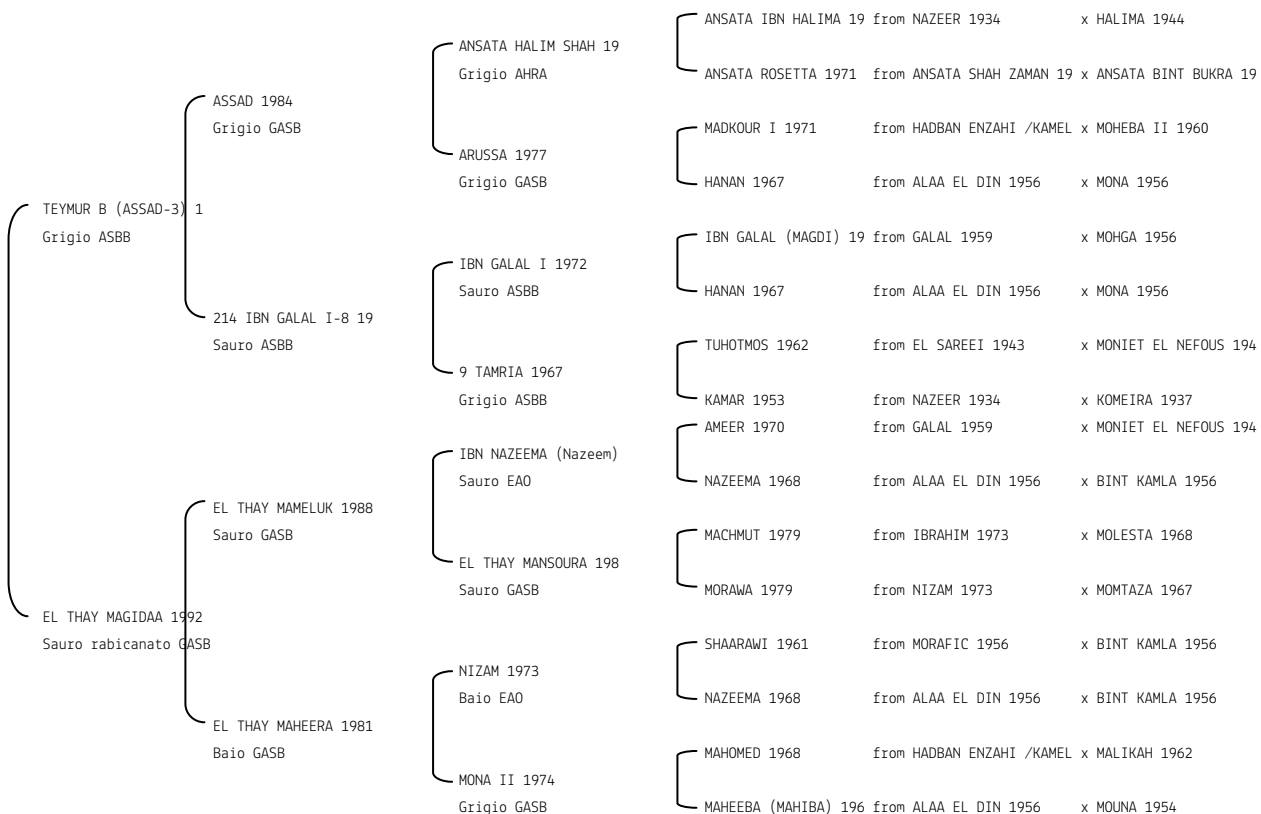 ANSATA IBN HALIMA 19 from NAZEER 1934 x HALIMA 1944
ANSATA HALIM SHAH 19
Grigio AHRA
ANSATA ROSETTA 1971 from ANSATA SHAH ZAMAN 19 x ANSATA BINT BUKRA 19
ASSAD 1984
Grigio GASB
MADKOUR I 1971 from HADBAN ENZAHI /KAMEL x MOHEBA II 1960
ARUSSA 1977
Grigio GASB
HANAN 1967 from ALAA EL DIN 1956 x MONA 1956
TEYMUR B (ASSAD-3) 1
Grigio ASBB
IBN GALAL (MAGDI) 19 from GALAL 1959 x MOHGA 1956
IBN GALAL I 1972
Sauro ASBB
HANAN 1967 from ALAA EL DIN 1956 x MONA 1956
214 IBN GALAL I-8 19
Sauro ASBB
TUHOTMOS 1962 from EL SAREEI 1943 x MONIET EL NEFOUS 194
9 TAMRIA 1967
Grigio ASBB
KAMAR 1953 from NAZEER 1934 x KOMEIRA 1937
AMEER 1970 from GALAL 1959 x MONIET EL NEFOUS 194
IBN NAZEEMA (Nazeem)
Sauro EAO
NAZEEMA 1968 from ALAA EL DIN 1956 x BINT KAMLA 1956
EL THAY MAMELUK 1988
Sauro GASB
MACHMUT 1979 from IBRAHIM 1973 x MOLESTA 1968
EL THAY MANSOURA 198
Sauro GASB
MORAWA 1979 from NIZAM 1973 x MOMTAZA 1967
EL THAY MAGIDAA 1992
Sauro rabicanato GASB
SHAARAWI 1961 from MORAFIC 1956 x BINT KAMLA 1956
NIZAM 1973
Baio EAO
NAZEEMA 1968 from ALAA EL DIN 1956 x BINT KAMLA 1956
EL THAY MAHEERA 1981
Baio GASB
MAHOMED 1968 from HADBAN ENZAHI /KAMEL x MALIKAH 1962
MONA II 1974
Grigio GASB
MAHEEBA (MAHIBA) 196 from ALAA EL DIN 1956 x MOUNA 1954